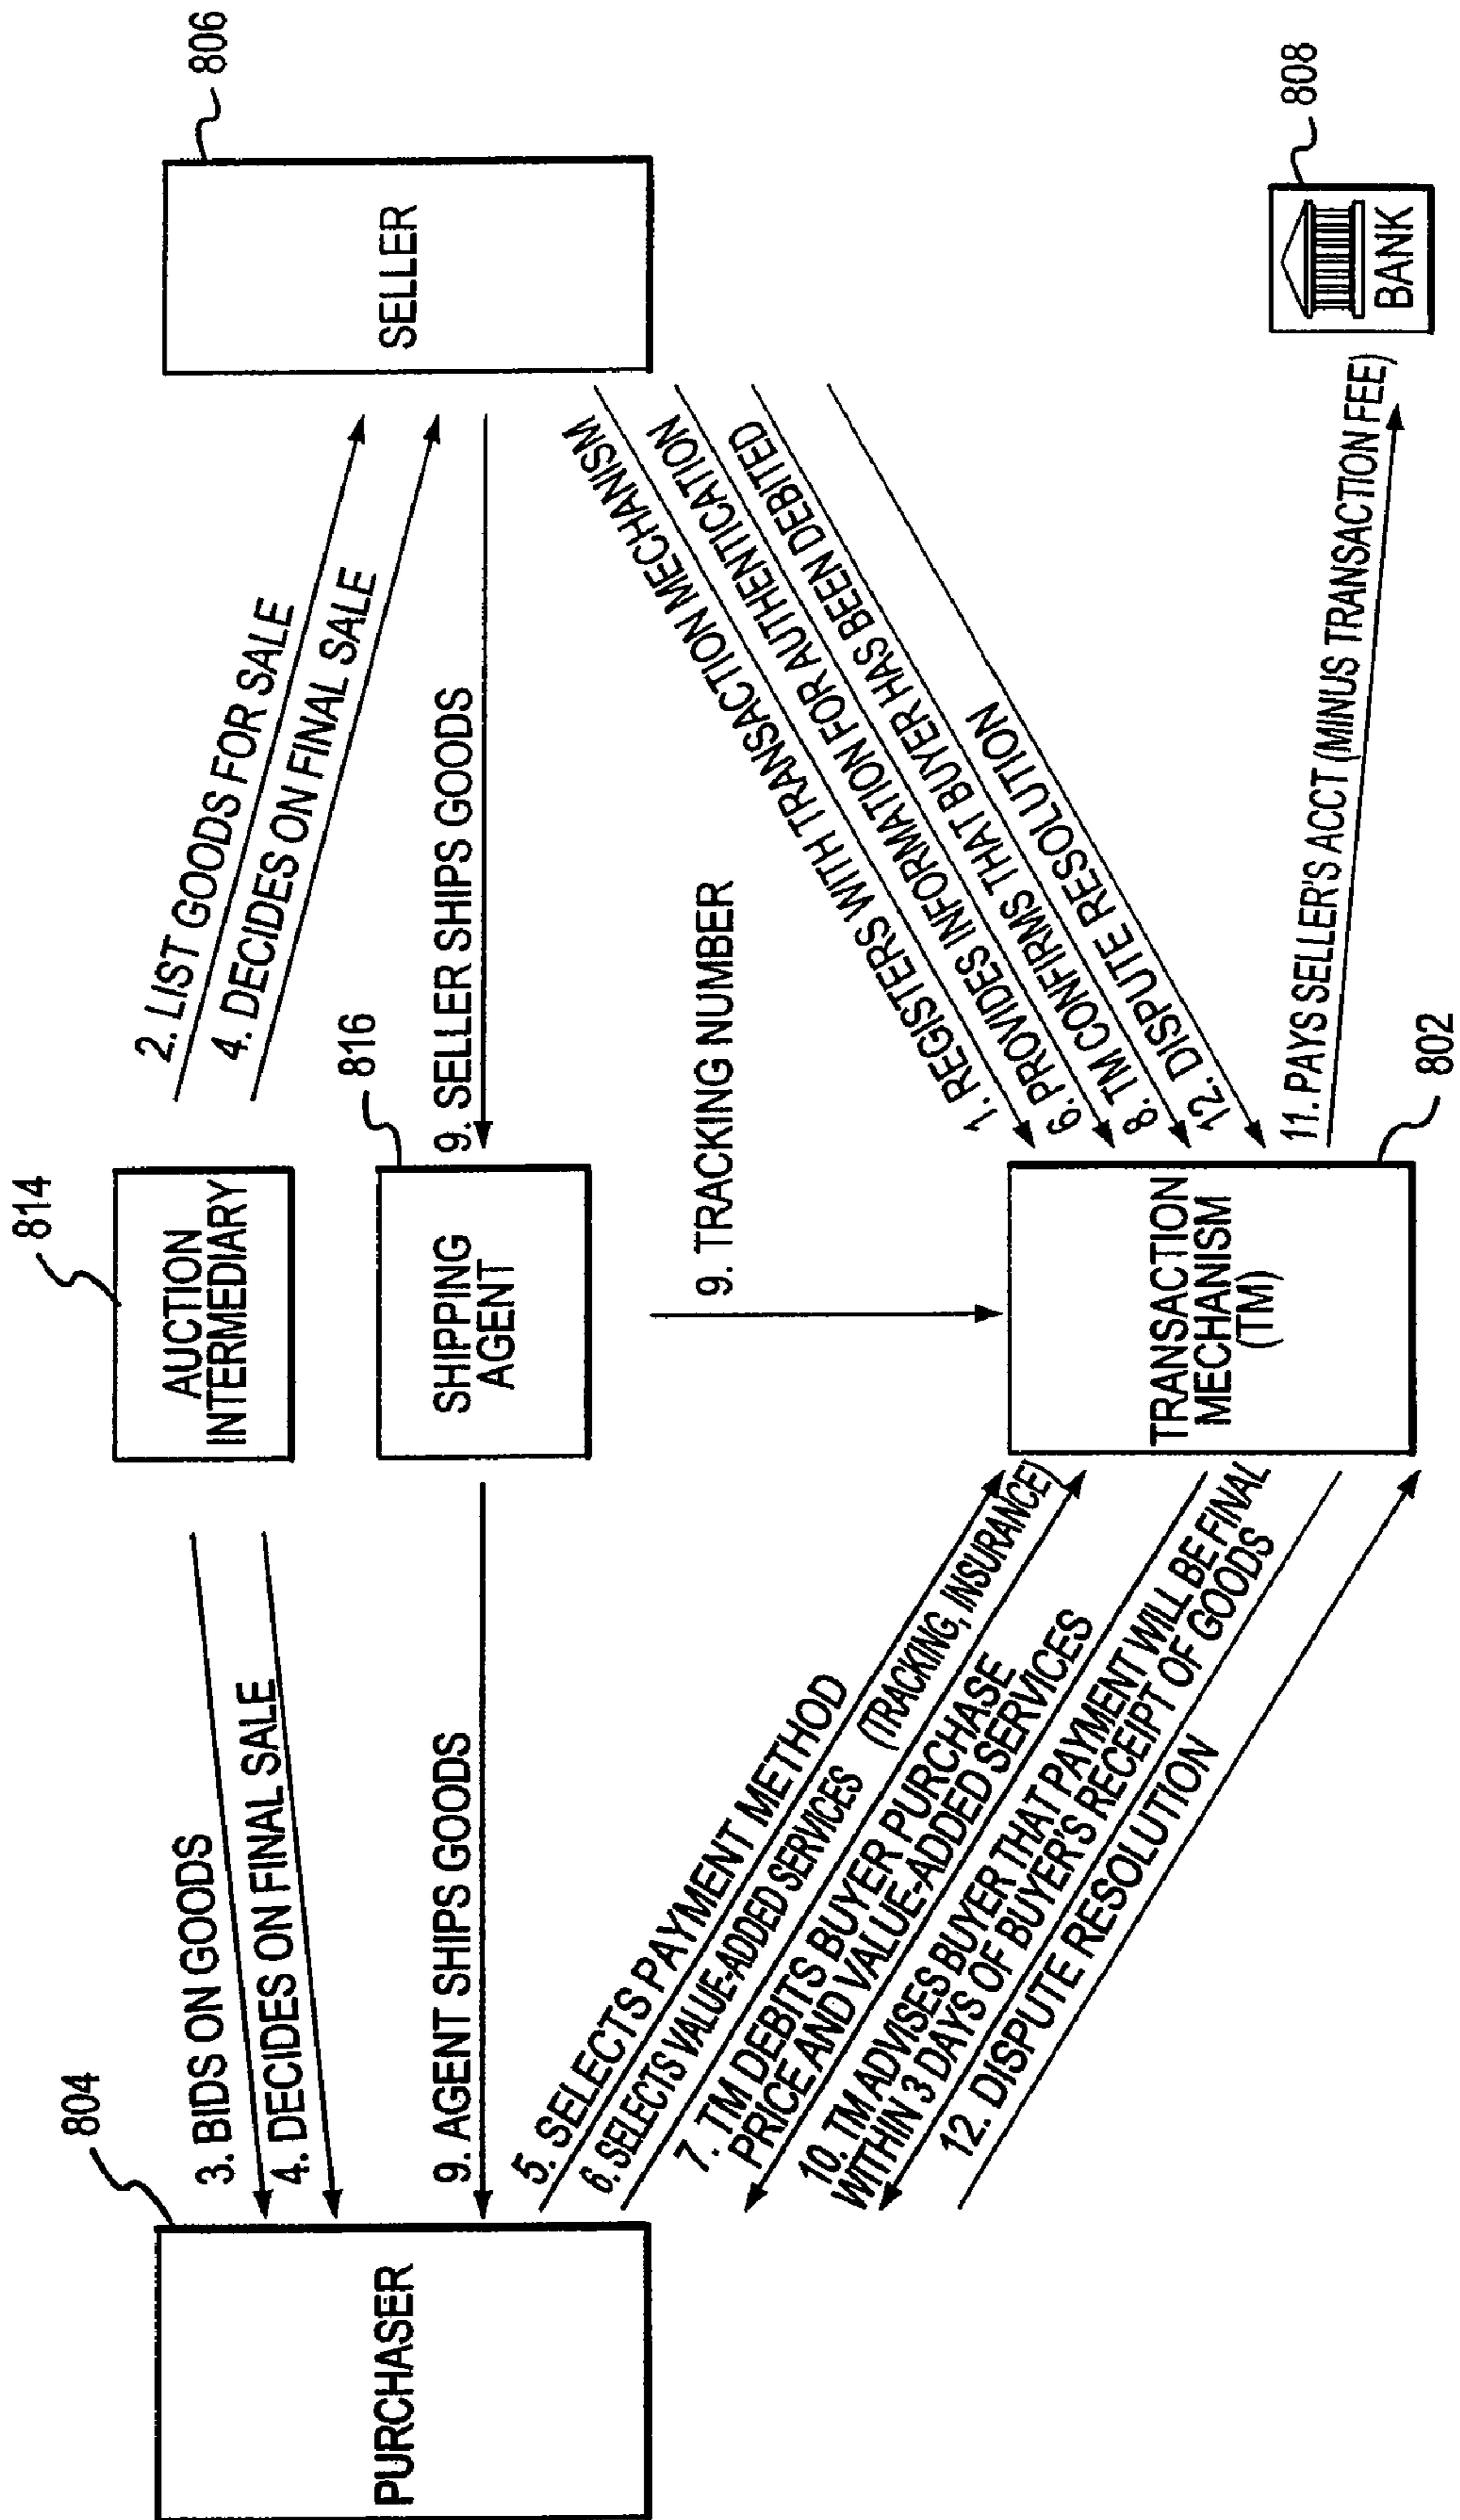 814
806
804
816
808
802
AUCTION
INTERMEDIARY
SHIPPING
AGENT
SELLER
PURCHASER
TRANSACTION
MECHANISM
(TM)
BANK
3. BIDS ON GOODS
4. DECIDES ON FINAL SALE
2. LIST GOODS FOR SALE
4. DECIDES ON FINAL SALE
9. AGENT SHIPS GOODS
9. SELLER SHIPS GOODS
9. TRACKING NUMBER
5. SELECTS PAYMENT METHOD
6. SELECTS VALUE-ADDED SERVICES (TRACKING, INSURANCE)
7. TM DEBITS BUYER PURCHASE
PRICE AND VALUE-ADDED SERVICES
10. TM ADVISES BUYER THAT PAYMENT WILL BE FINAL
WITHIN 3 DAYS OF BUYER'S RECEIPT OF GOODS
12. DISPUTE RESOLUTION
1. REGISTERS WITH TRANSACTION MECHANISM
6. PROVIDES INFORMATION FOR AUTHENTICATION
8. TM CONFIRMS THAT BUYER HAS BEEN DEBITED
12. DISPUTE RESOLUTION
11. PAYS SELLER'S ACCT (MINUS TRANSACTION FEE)